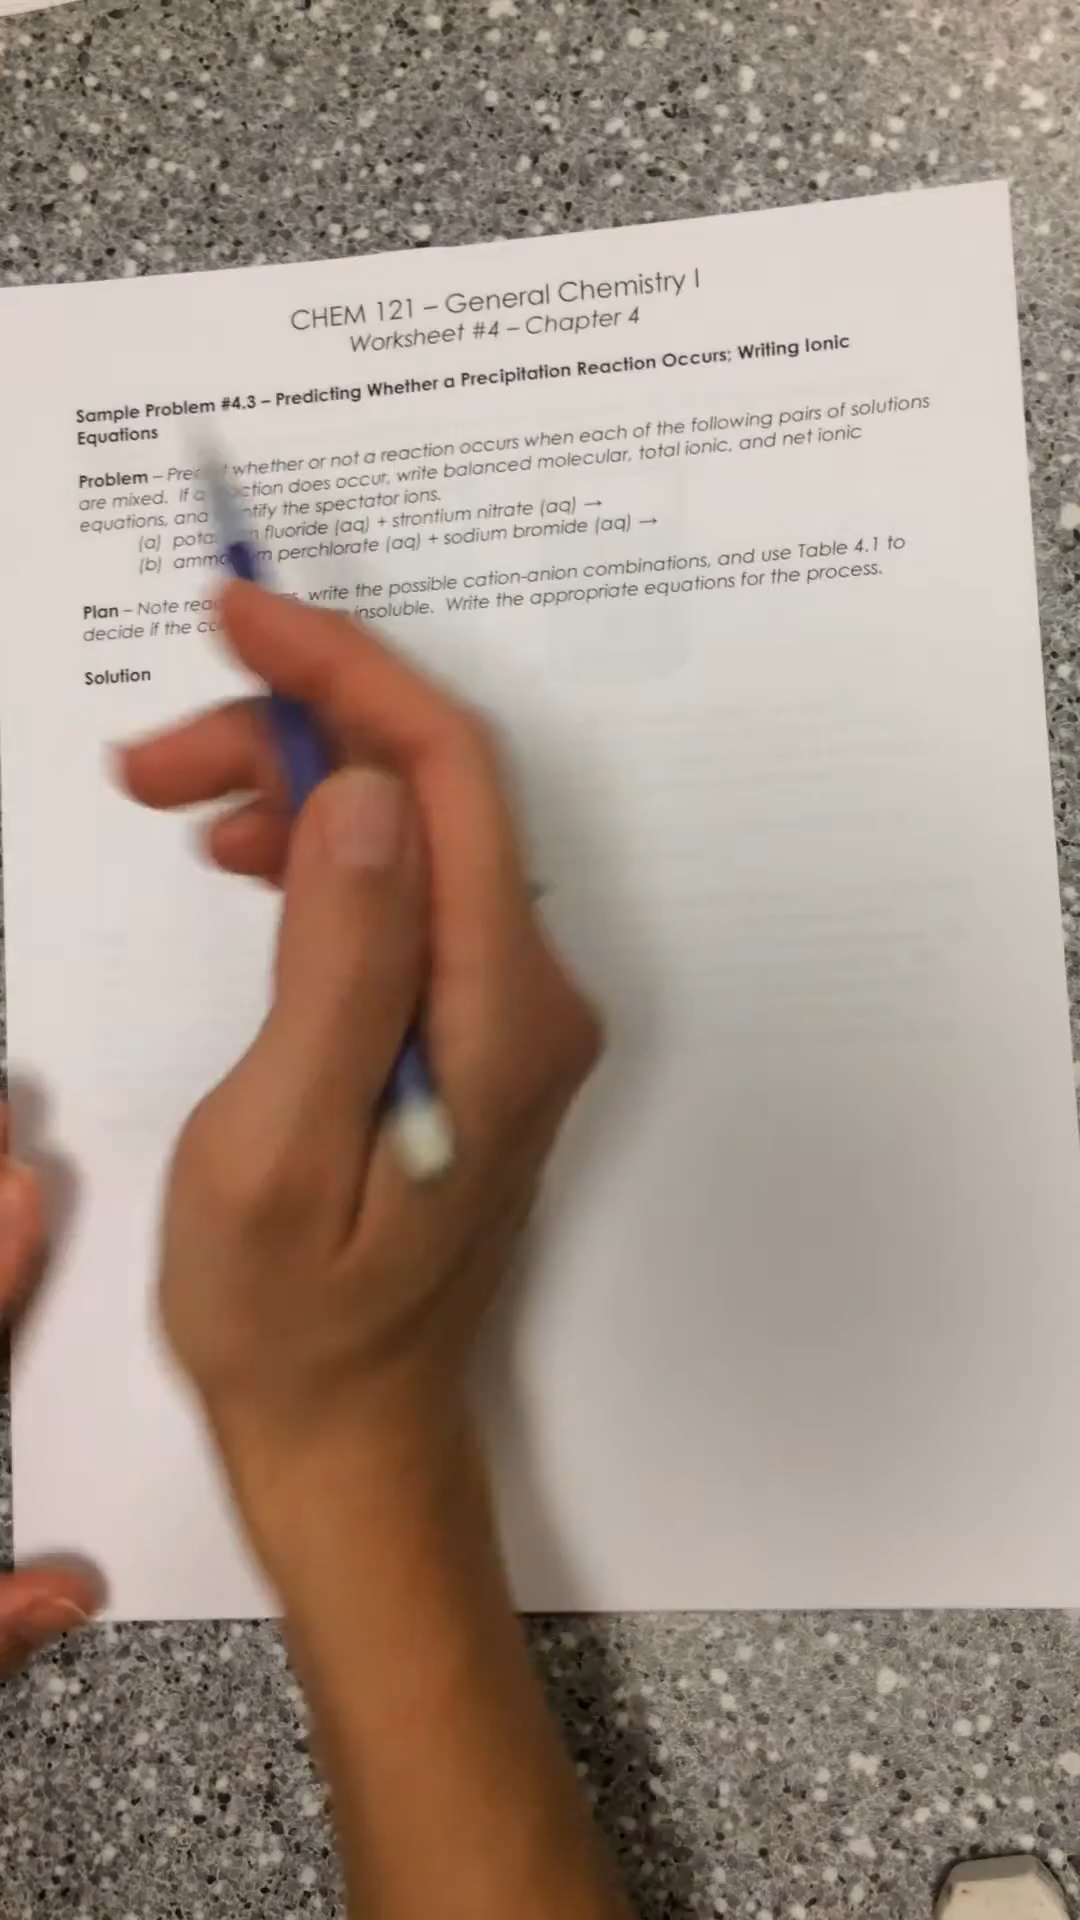 CHEM 121 – General Chemistry I
Worksheet #4 – Chapter 4
Sample Problem #4.3 – Predicting Whether a Precipitation Reaction Occurs; Writing Ionic
Equations
Problem – whether or not a reaction occurs when each of the following pairs of solutions
are mixed. If a does occur, write balanced molecular, total ionic, and net ionic
equations, and the spectator ions.
(a) fluoride (aq) + strontium nitrate (aq) →
(b) perchlorate (aq) + sodium bromide (aq) →
Plan – Note write the possible cation-anion combinations, and use Table 4.1 to
decide if the insoluble. Write the appropriate equations for the process.
Solution